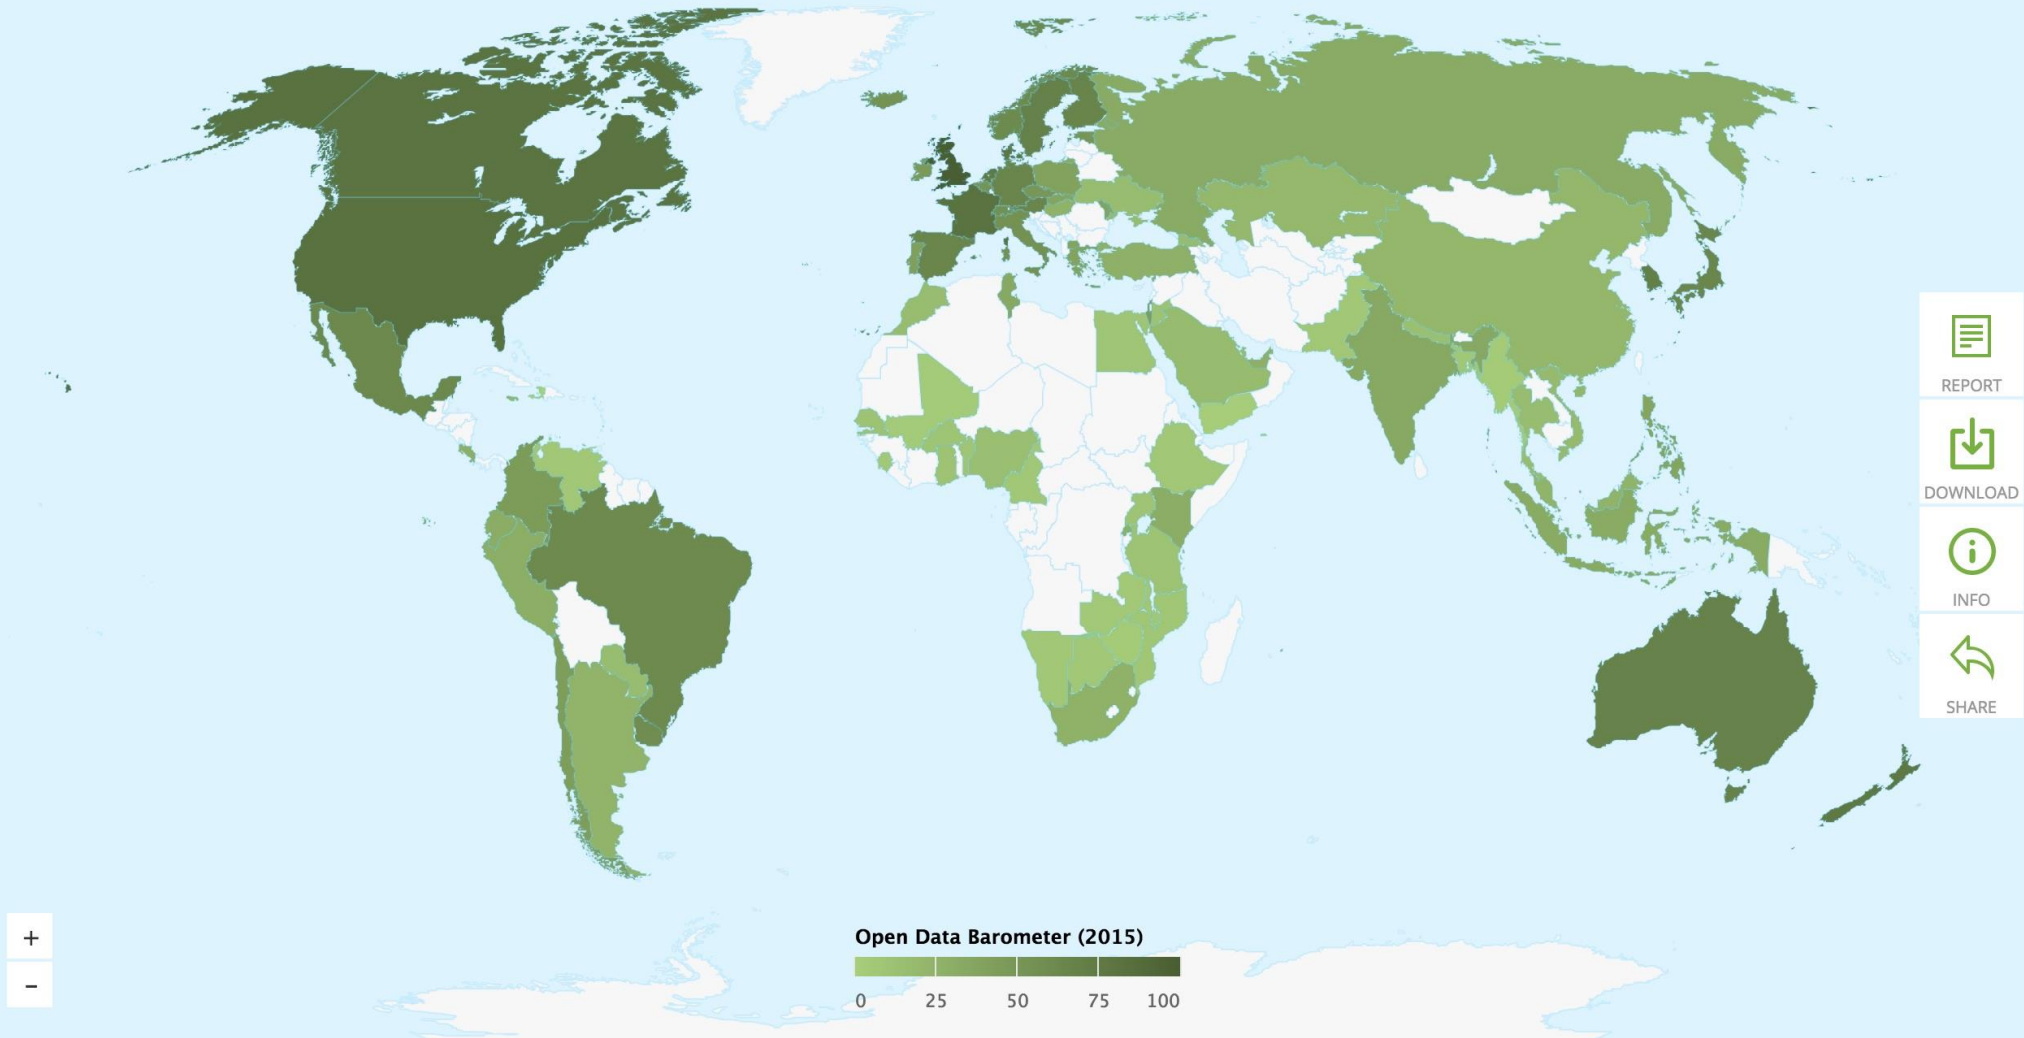 REPORT
DOWNLOAD
INFO
SHARE
+
−
Open Data Barometer (2015)
0 25 50 75 100